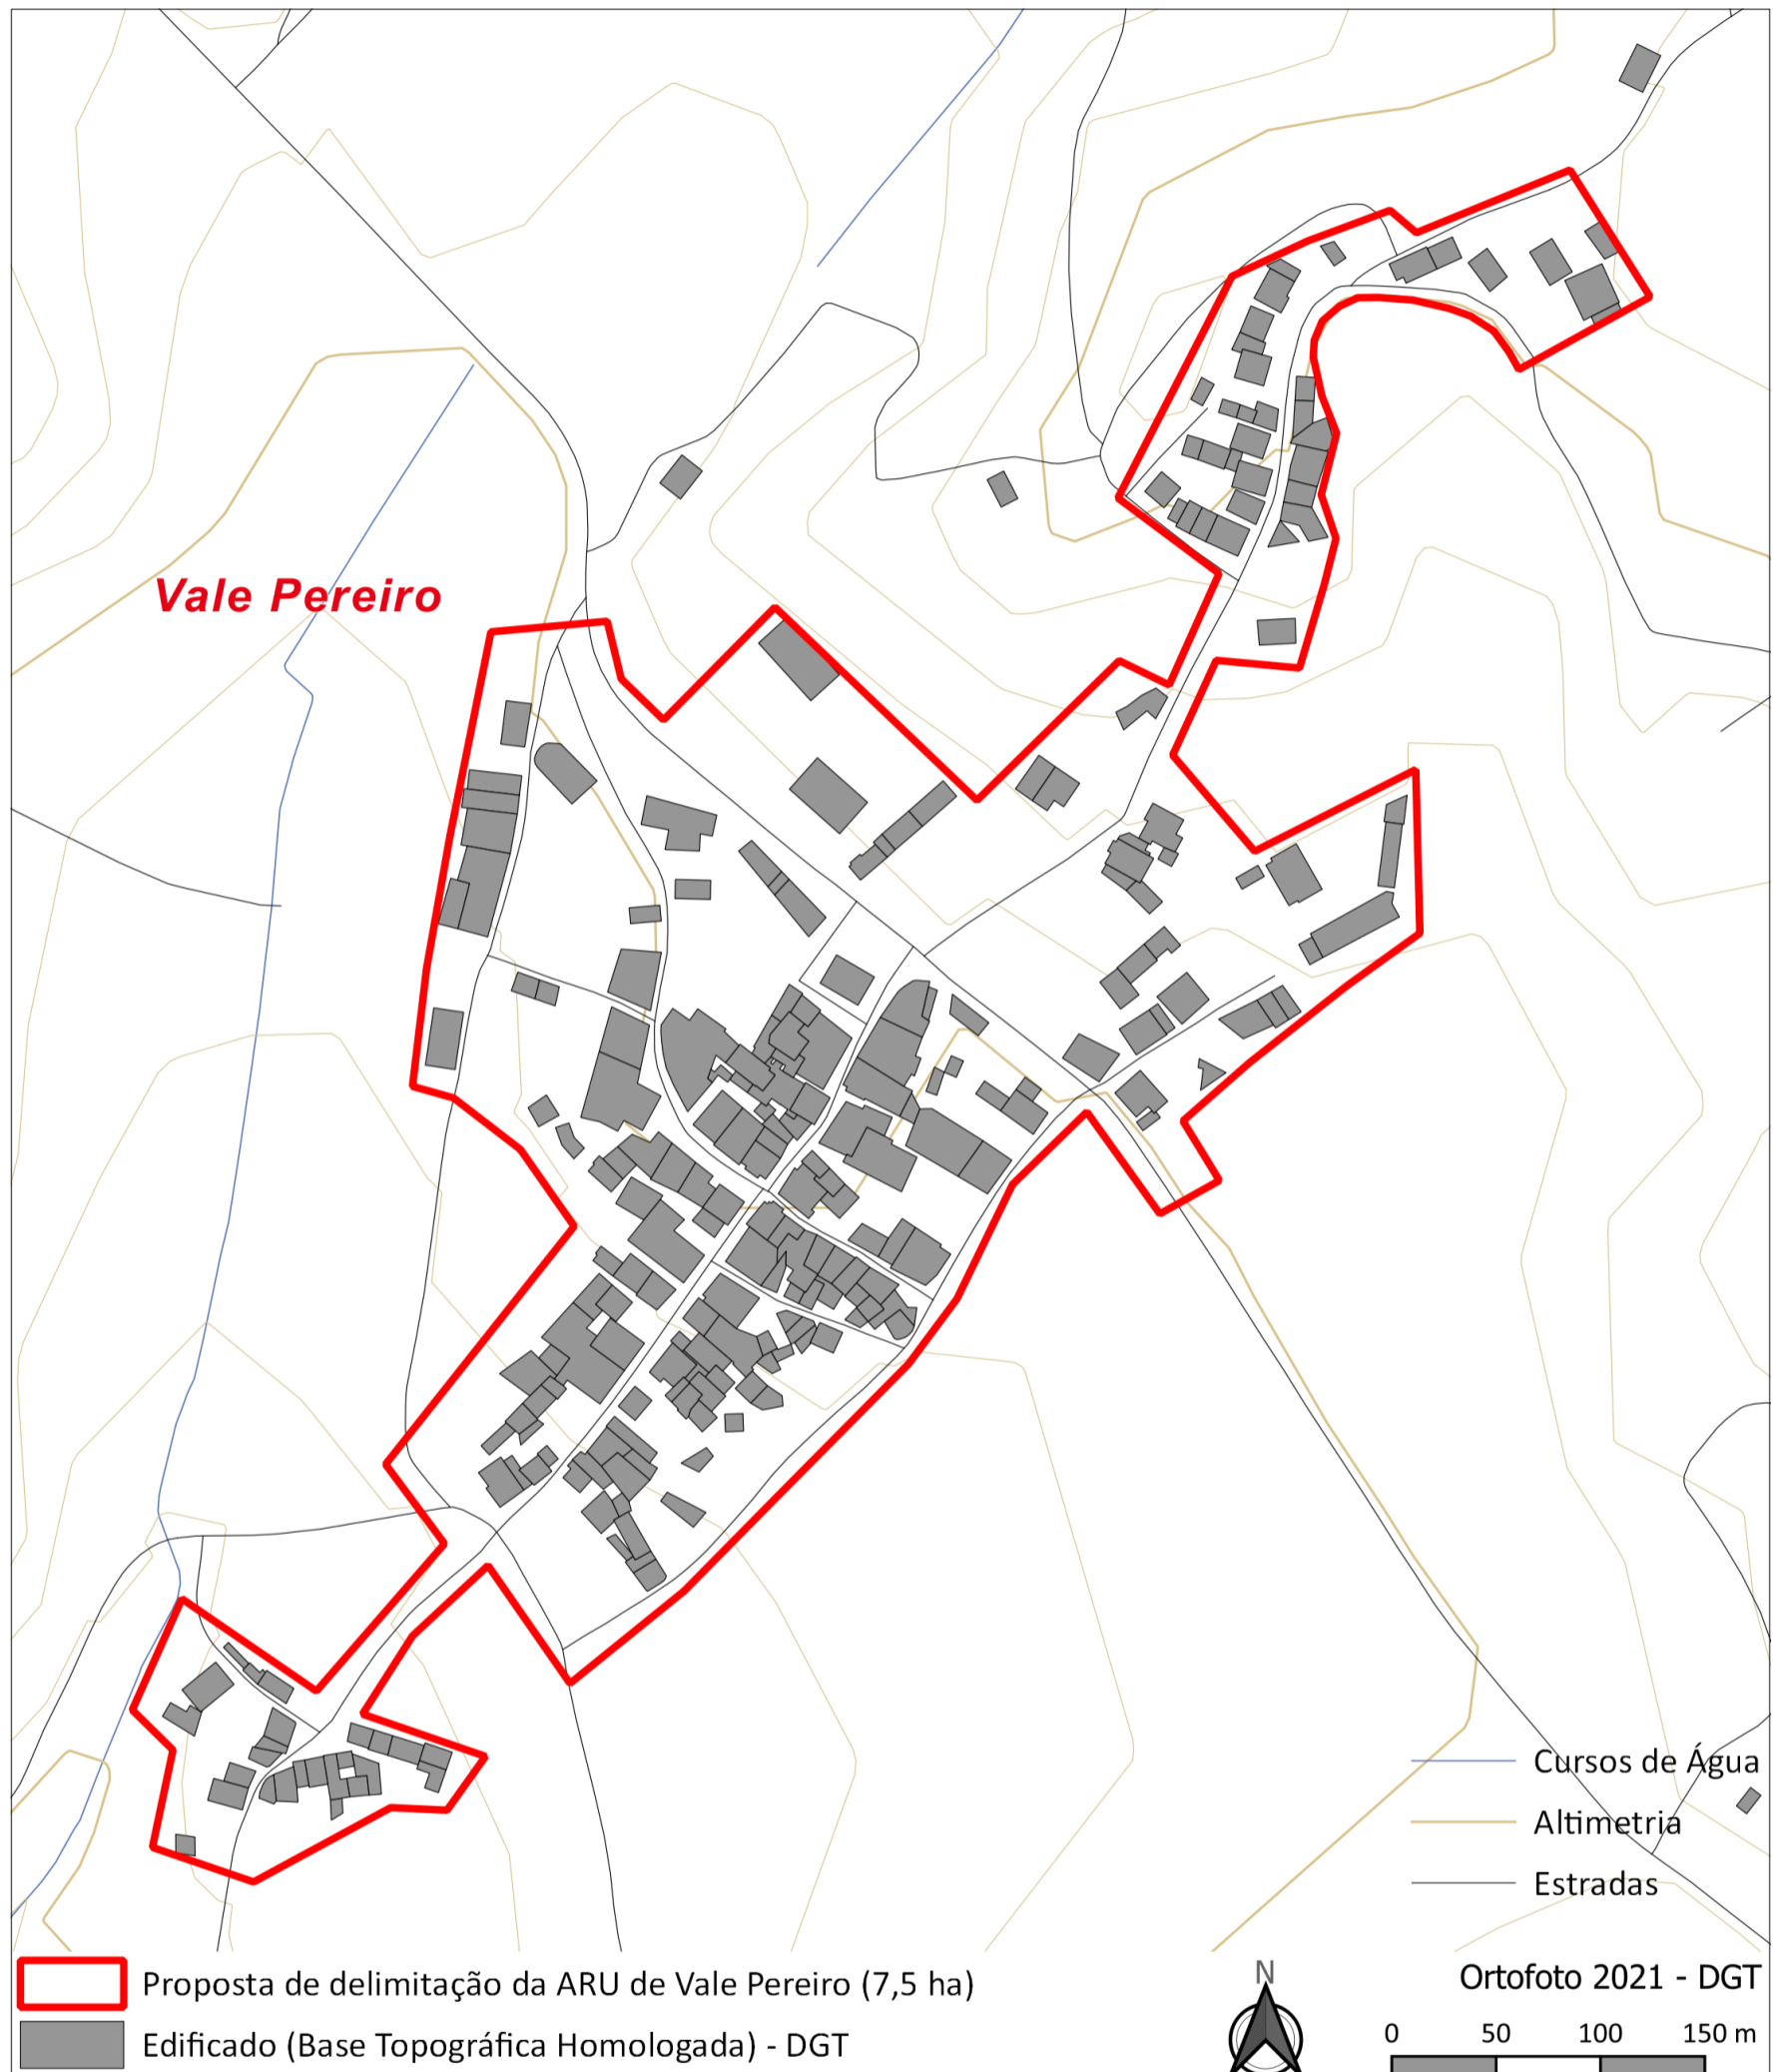 Vale Pereiro
Cursos de Água
Altimetria
Estradas
Proposta de delimitação da ARU de Vale Pereiro (7,5 ha)
Edificado (Base Topográfica Homologada) - DGT
N
Ortofoto 2021 - DGT
0 50 100 150 m